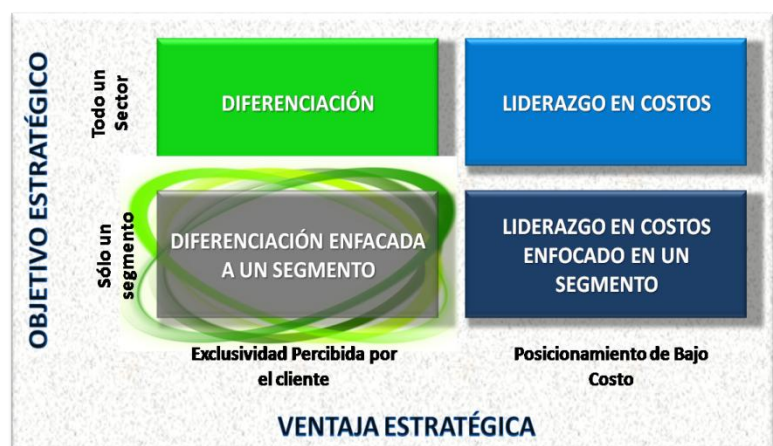 OBJETIVO ESTRATÉGICO
Todo un
Sector
DIFERENCIACIÓN
LIDERAZGO EN COSTOS
Sólo un
segmento
DIFERENCIACIÓN ENFACADA
A UN SEGMENTO
LIDERAZGO EN COSTOS
ENFOCADO EN UN
SEGMENTO
Exclusividad Percibida por
el cliente
Posicionamiento de Bajo
Costo
VENTAJA ESTRATÉGICA